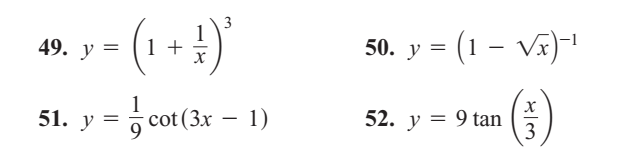 49. y = (1 + 1/x)³ 50. y = (1 − √x)⁻¹
51. y = 1/9 cot(3x − 1) 52. y = 9 tan (x/3)